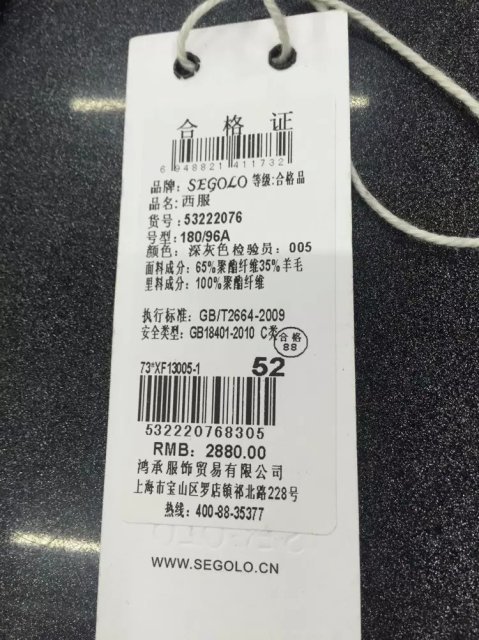 合格证
6 948821 411732
品牌: SEGOLO 等级:合格品
品名:西服
货号:53222076
号型:180/96A
颜色: 深灰色 检验员: 005
面料成分: 65%聚酯纤维35%羊毛
里料成分: 100%聚酯纤维
执行标准: GB/T2664-2009
安全类型: GB18401-2010 C类
合格
88
73*XF13005-1
52
532220768305
RMB: 2880.00
鸿承服饰贸易有限公司
上海市宝山区罗店镇祁北路228号
热线: 400-88-35377
SEGOLO
WWW.SEGOLO.CN